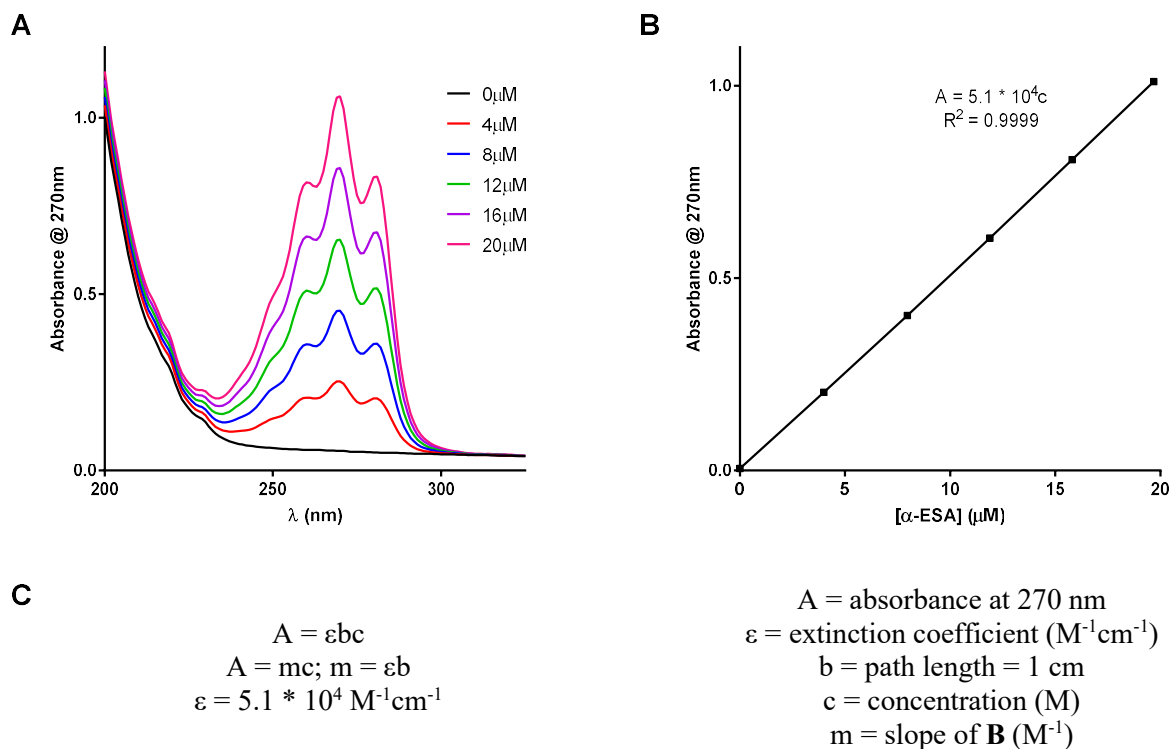 A
1.0
0.5
0.0
200
250
300
Absorbance @ 270nm
λ (nm)
0μM
4μM
8μM
12μM
16μM
20μM
B
1.0
0.5
0.0
0
5
10
15
20
Absorbance @ 270nm
[α-ESA] (μM)
A = 5.1 * 10⁴c
R² = 0.9999
C
A = εbc
A = mc; m = εb
ε = 5.1 * 10⁴ M⁻¹cm⁻¹
A = absorbance at 270 nm
ε = extinction coefficient (M⁻¹cm⁻¹)
b = path length = 1 cm
c = concentration (M)
m = slope of B (M⁻¹)